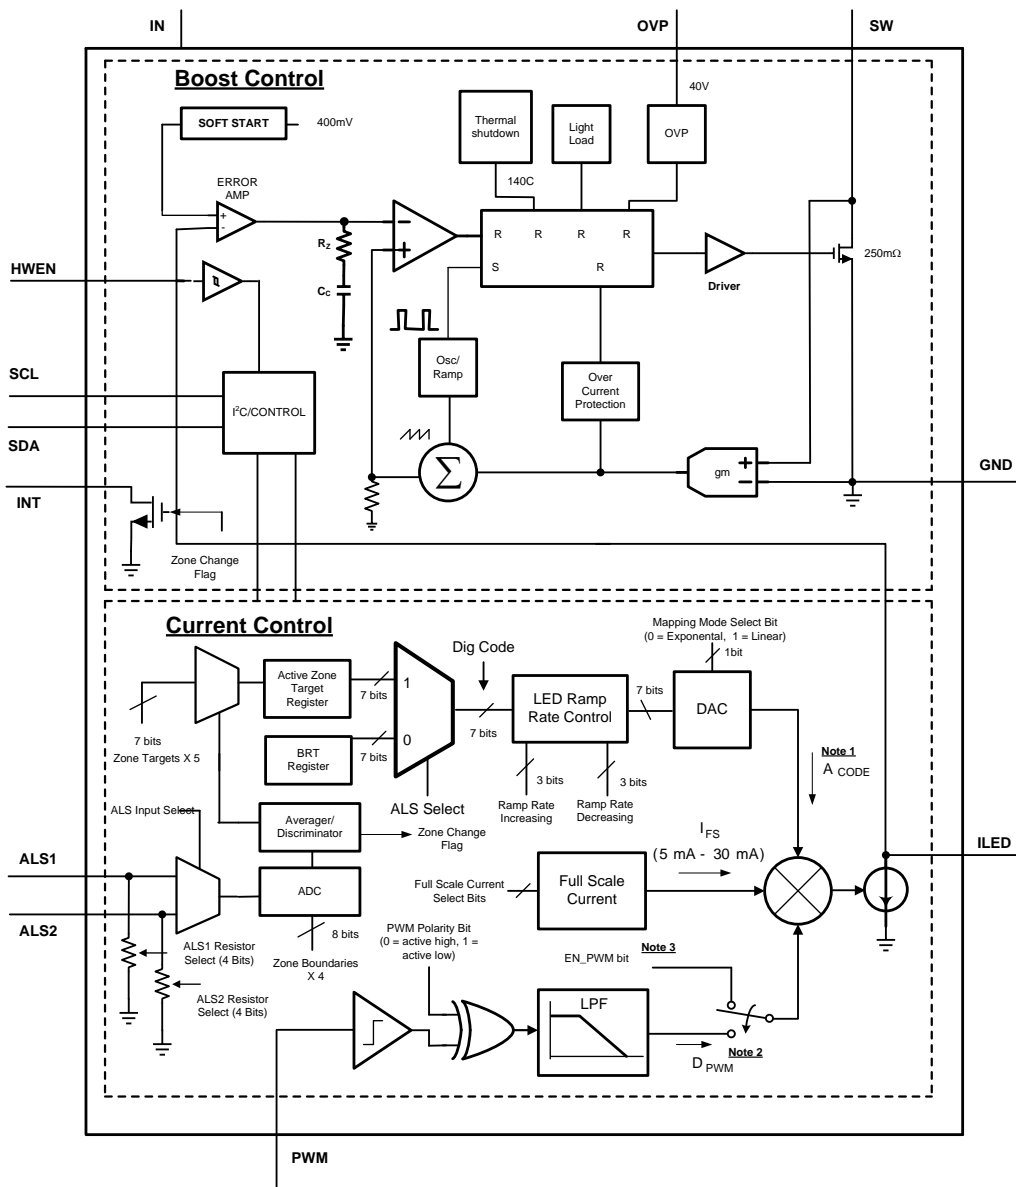 IN
OVP
SW
Boost Control
40V
SOFT START
400mV
Thermal
shutdown
Light
Load
OVP
140C
ERROR
AMP
+
-
R
R
R
R
S
R
Rz
Cc
−
+
Driver
250mΩ
HWEN
SCL
SDA
INT
I²C/CONTROL
Osc/
Ramp
Over
Current
Protection
Σ
gm
+
−
GND
Zone Change
Flag
Current Control
Mapping Mode Select Bit
(0 = Exponental, 1 = Linear)
1bit
Dig Code
Active Zone
Target
Register
7 bits
1
7 bits
Zone Targets X 5
BRT
Register
7 bits
0
7 bits
LED Ramp
Rate Control
7 bits
DAC
3 bits
3 bits
Ramp Rate
Increasing
Ramp Rate
Decreasing
ALS Select
Note 1
A CODE
ALS Input Select
Averager/
Discriminator
Zone Change
Flag
IFS
(5 mA - 30 mA)
ILED
ALS1
ALS2
ADC
Full Scale Current
Select Bits
Full Scale
Current
8 bits
Zone Boundaries
X 4
ALS1 Resistor
Select (4 Bits)
ALS2 Resistor
Select (4 Bits)
PWM Polarity Bit
(0 = active high, 1 =
active low)
Note 3
EN_PWM bit
LPF
Note 2
D PWM
PWM